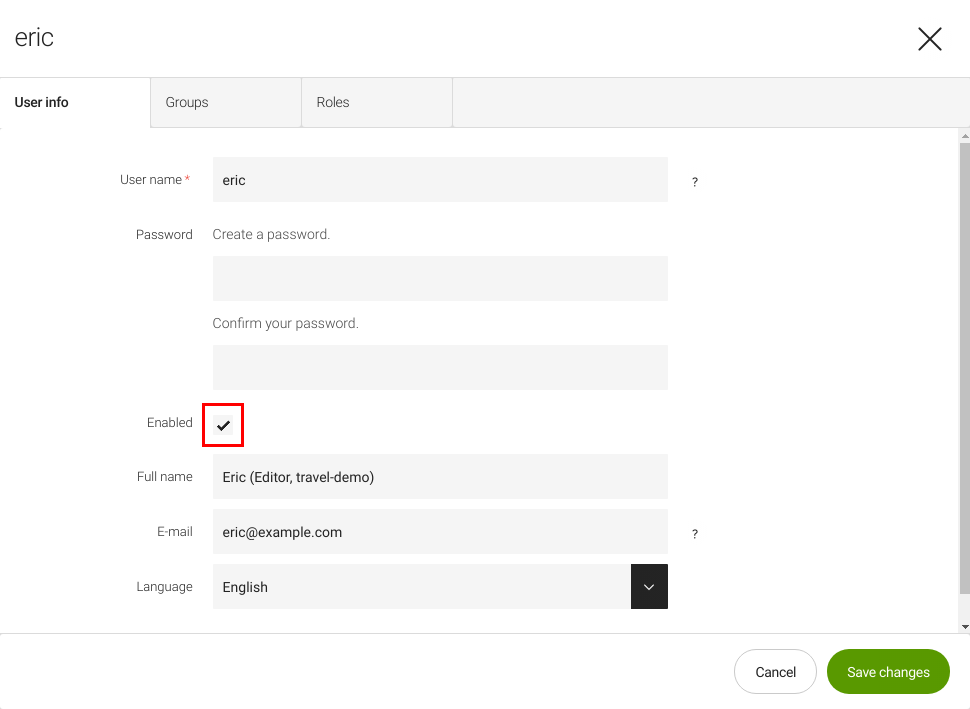 eric
User info
Groups
Roles
User name *
eric
?
Password
Create a password.
Confirm your password.
Enabled
Full name
Eric (Editor, travel-demo)
E-mail
eric@example.com
?
Language
English
Cancel
Save changes